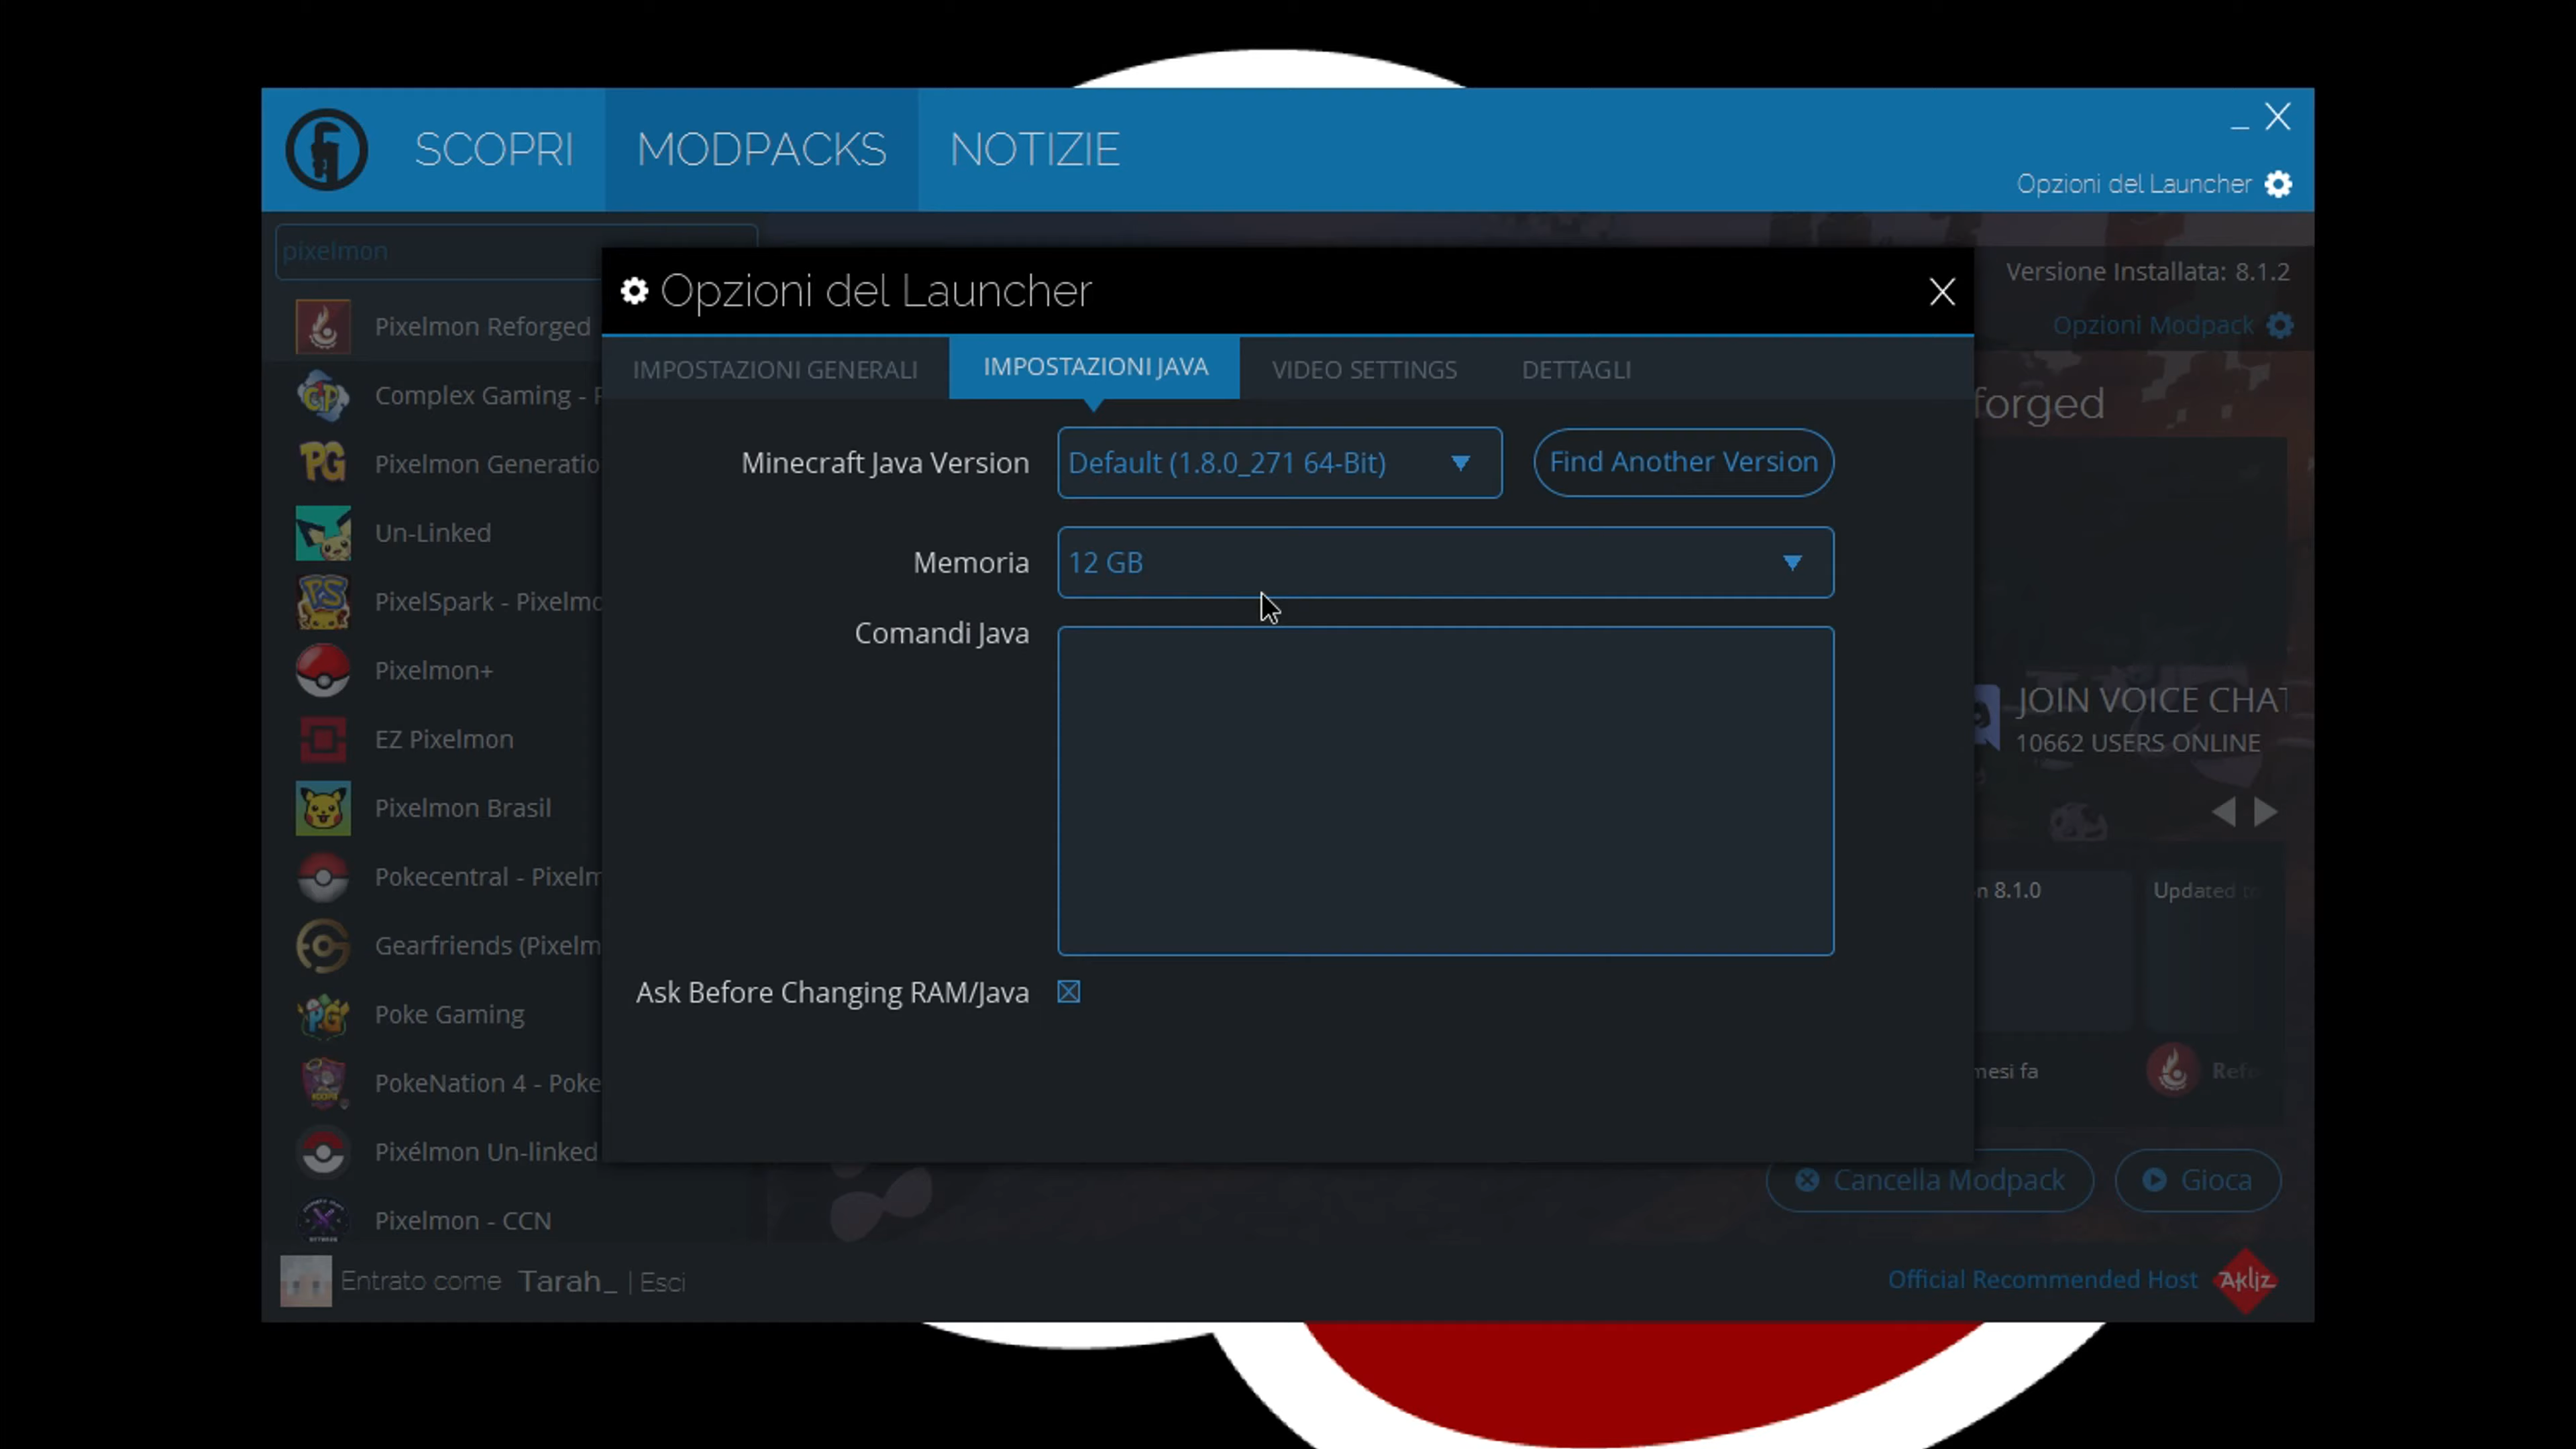 SCOPRI
MODPACKS
NOTIZIE
Opzioni del Launcher
pixelmon
Versione Installata: 8.1.2
Opzioni Modpack
forged
Pixelmon Reforged
Complex Gaming -
Pixelmon Generatio
Un-Linked
PixelSpark - Pixelmo
Pixelmon+
EZ Pixelmon
Pixelmon Brasil
Pokecentral - Pixelm
Gearfriends (Pixelm
Poke Gaming
PokeNation 4 - Poke
Pixélmon Un-linked
Pixelmon - CCN
Opzioni del Launcher
IMPOSTAZIONI GENERALI
IMPOSTAZIONI JAVA
VIDEO SETTINGS
DETTAGLI
Minecraft Java Version
Default (1.8.0_271 64-Bit)
Find Another Version
Memoria
12 GB
Comandi Java
Ask Before Changing RAM/Java
JOIN VOICE CHAT
10662 USERS ONLINE
n 8.1.0
Updated
mesi fa
Refo
Cancella Modpack
Gioca
Entrato come Tarah_ | Esci
Official Recommended Host
Akliz